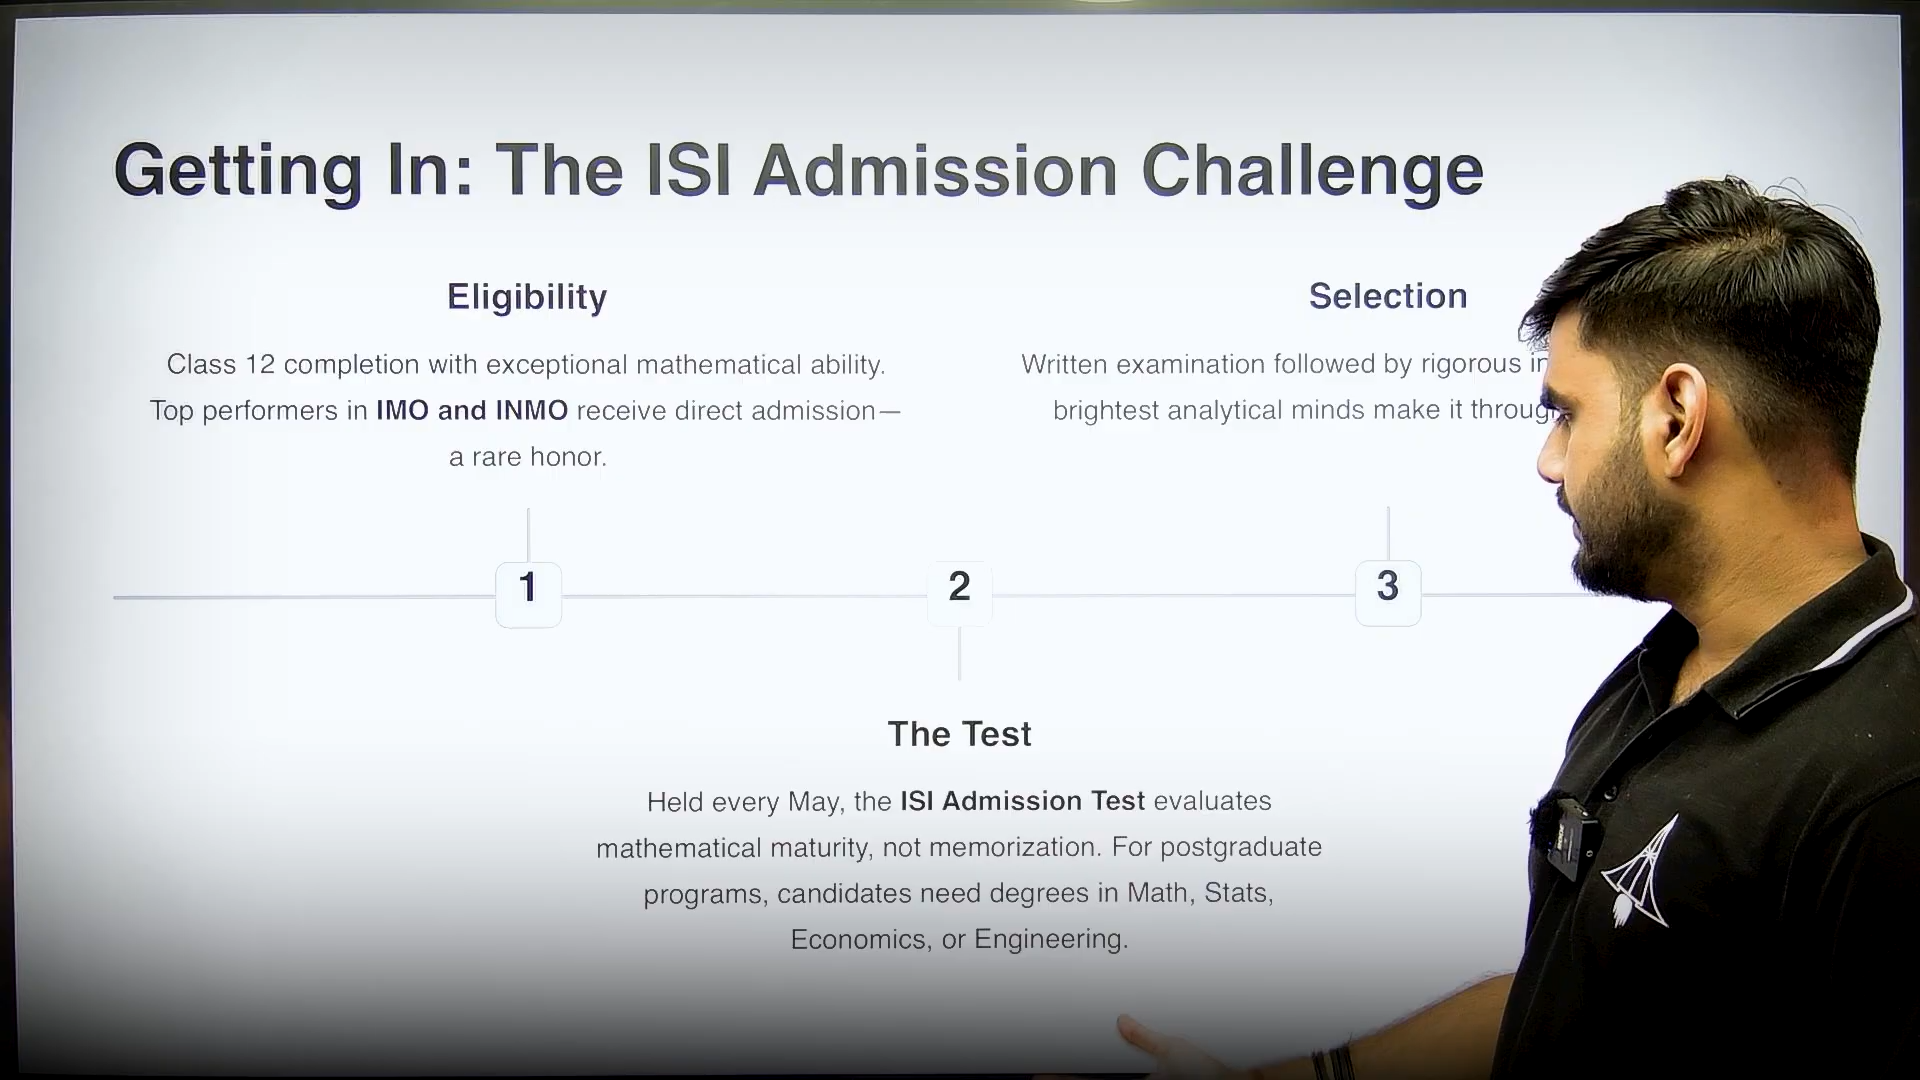 Getting In: The ISI Admission Challenge
Eligibility
Class 12 completion with exceptional mathematical ability.
Top performers in IMO and INMO receive direct admission—
a rare honor.
Selection
Written examination followed by rigorous
brightest analytical minds make it
1
2
3
The Test
Held every May, the ISI Admission Test evaluates
mathematical maturity, not memorization. For postgraduate
programs, candidates need degrees in Math, Stats,
Economics, or Engineering.